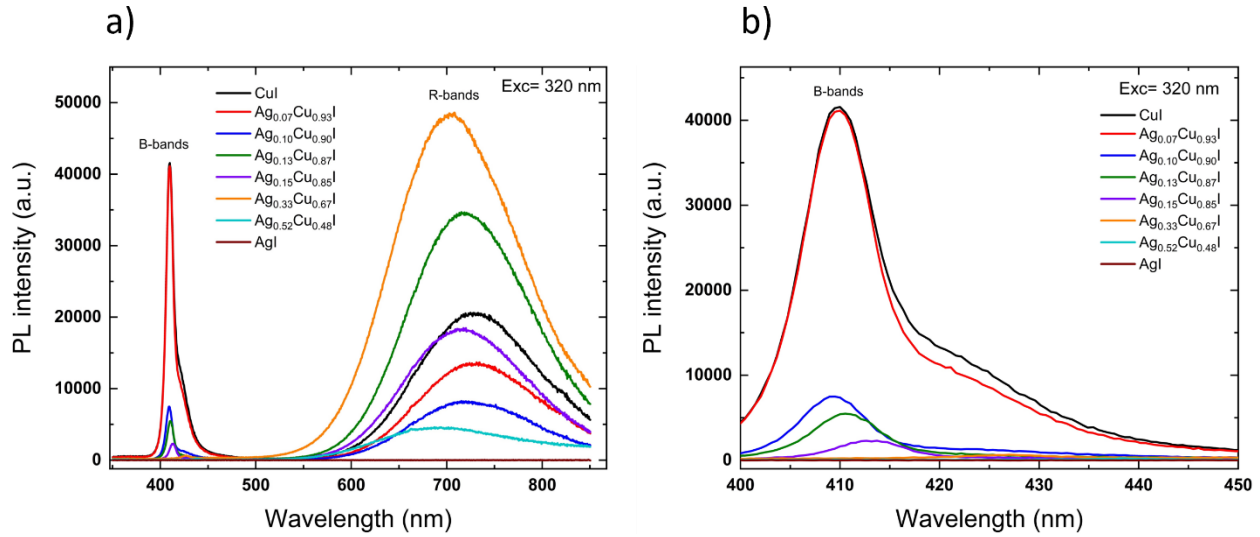 a)
PL intensity (a.u.)
50000
40000
30000
20000
10000
0
B-bands
CuI
Ag0.07Cu0.93I
Ag0.10Cu0.90I
Ag0.13Cu0.87I
Ag0.15Cu0.85I
Ag0.33Cu0.67I
Ag0.52Cu0.48I
AgI
R-bands
Exc= 320 nm
400
500
600
700
800
Wavelength (nm)
b)
PL intensity (a.u.)
40000
30000
20000
10000
0
B-bands
Exc= 320 nm
CuI
Ag0.07Cu0.93I
Ag0.10Cu0.90I
Ag0.13Cu0.87I
Ag0.15Cu0.85I
Ag0.33Cu0.67I
Ag0.52Cu0.48I
AgI
400
410
420
430
440
450
Wavelength (nm)